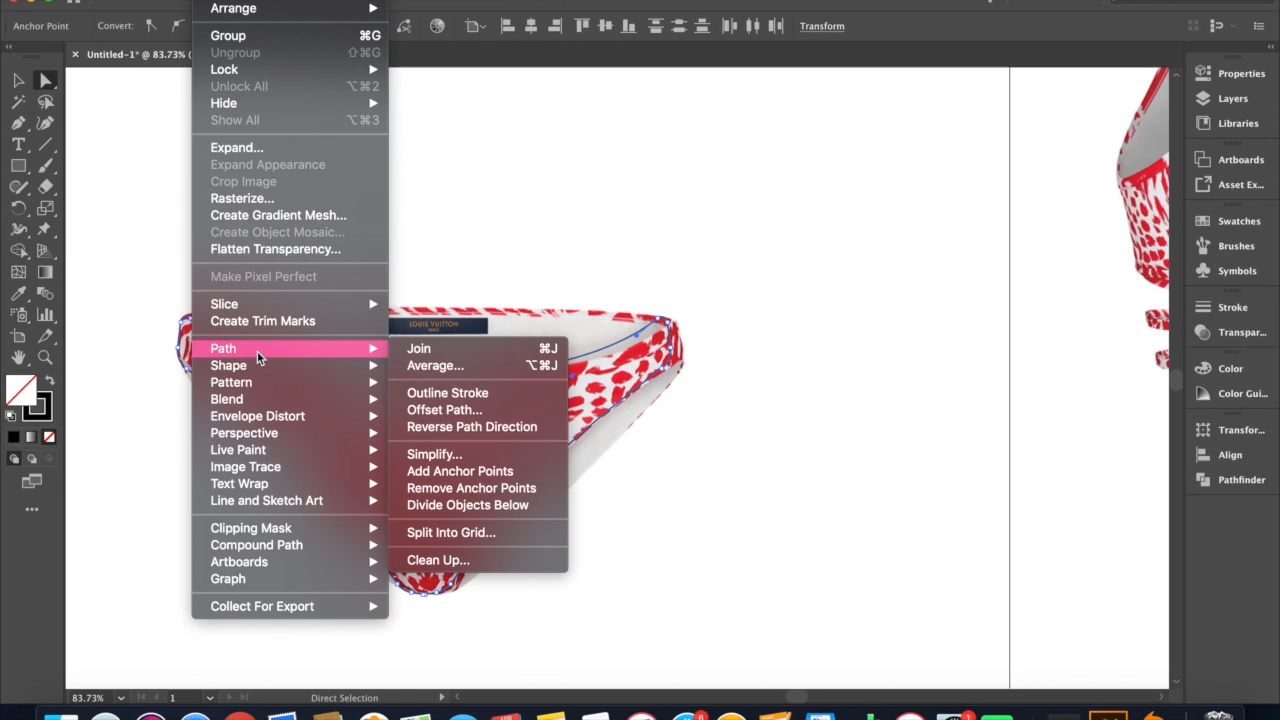 Arrange
Anchor Point
Convert:
Transform
Group ⌘G
Untitled-1* @ 83.73% (
Ungroup ⇧⌘G
Lock
Unlock All ⌥⌘2
Hide
Show All ⌥⌘3
Expand...
Expand Appearance
Crop Image
Rasterize...
Create Gradient Mesh...
Create Object Mosaic...
Flatten Transparency...
Make Pixel Perfect
Slice
Create Trim Marks
Path
Shape
Pattern
Blend
Envelope Distort
Perspective
Live Paint
Image Trace
Text Wrap
Line and Sketch Art
Clipping Mask
Compound Path
Artboards
Graph
Collect For Export
LOUIS VUITTON
PARIS
Join ⌘J
Average... ⌥⌘J
Outline Stroke
Offset Path...
Reverse Path Direction
Simplify...
Add Anchor Points
Remove Anchor Points
Divide Objects Below
Split Into Grid...
Clean Up...
Properties
Layers
Libraries
Artboards
Asset Ex...
Swatches
Brushes
Symbols
Stroke
Transpar...
Color
Color Gui...
Transfor...
Align
Pathfinder
83.73%
1
Direct Selection